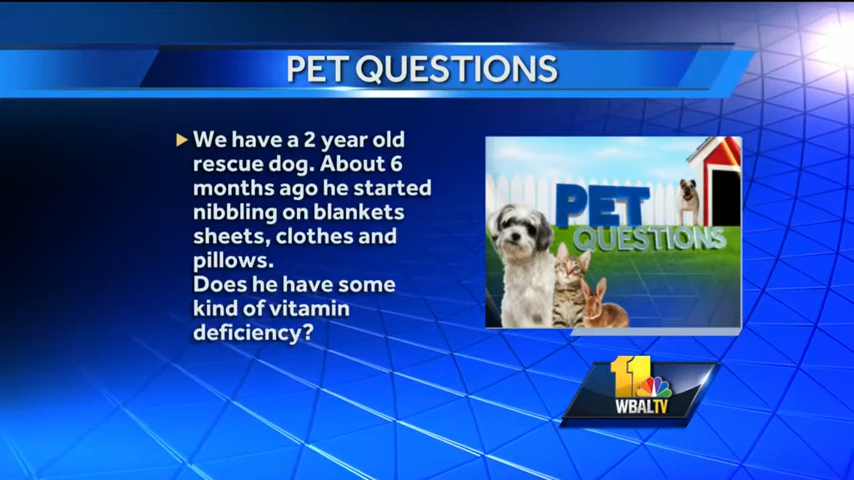 PET QUESTIONS
We have a 2 year old
rescue dog. About 6
months ago he started
nibbling on blankets
sheets, clothes and
pillows.
Does he have some
kind of vitamin
deficiency?
PET
QUESTIONS
11
WBALTV